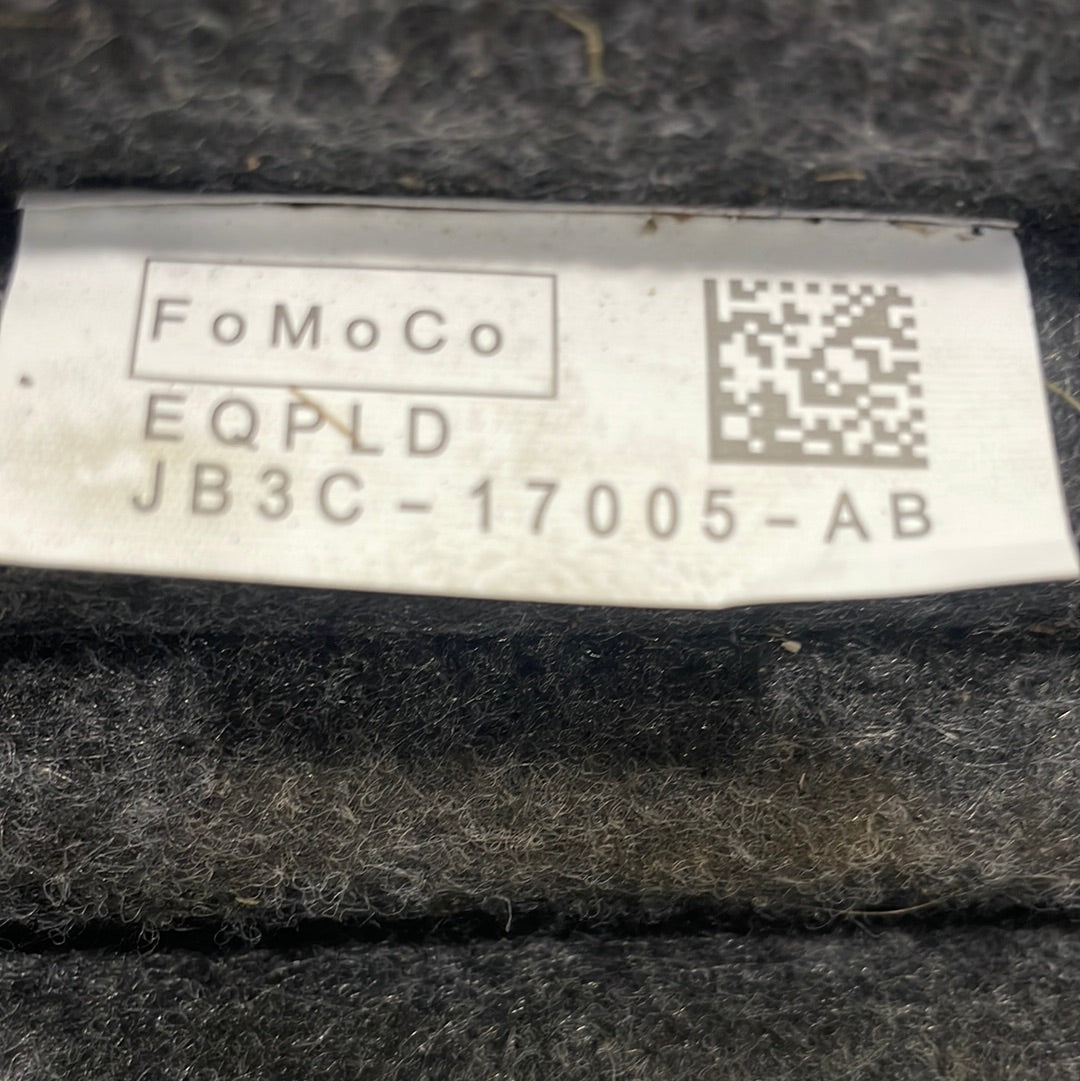 FoMoCo
EQPLD
JB3C-17005-AB